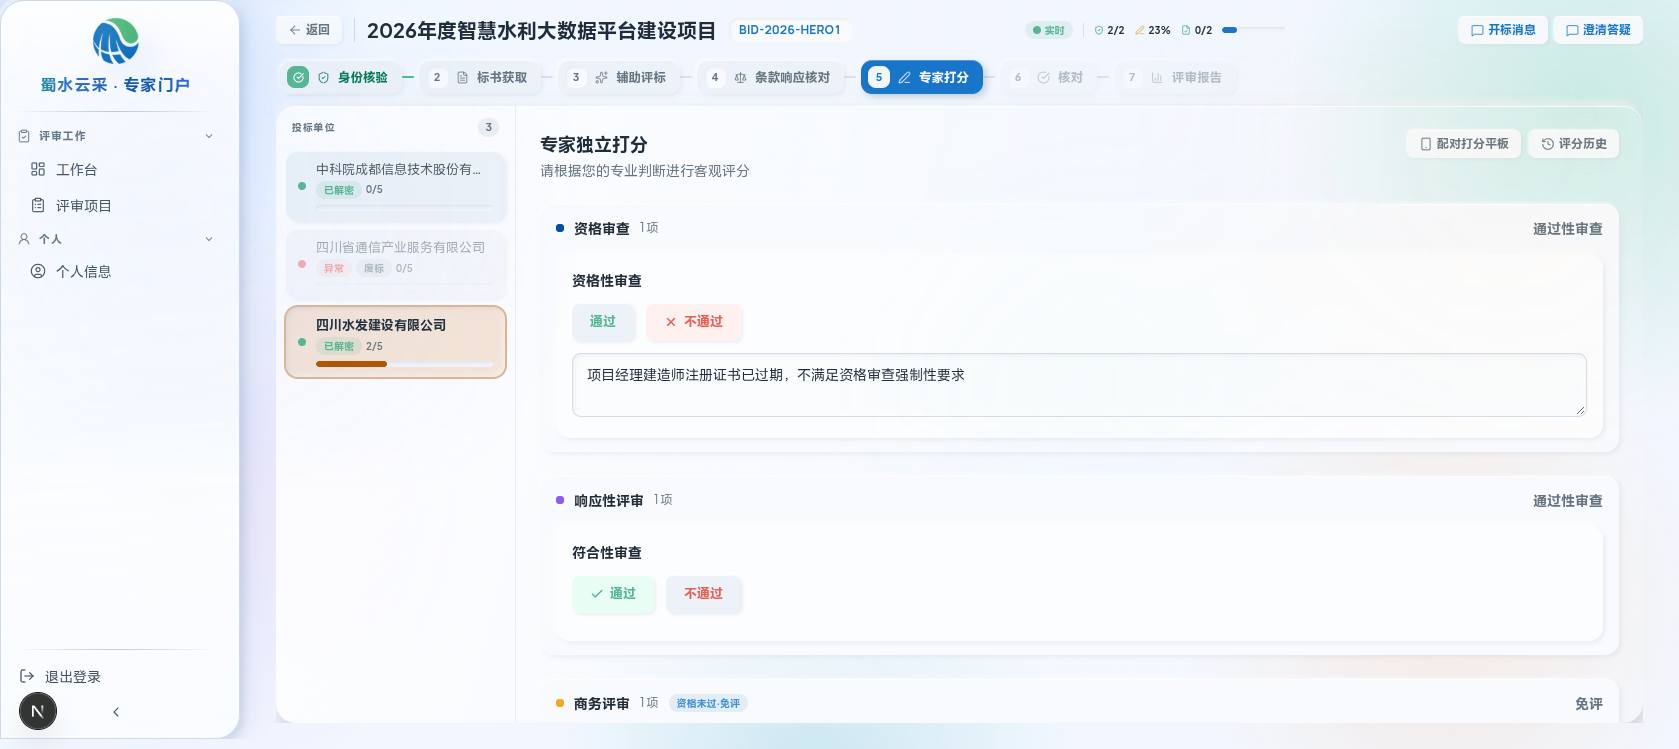 蜀水云采 · 专家门户
评审工作
工作台
评审项目
个人
个人信息
退出登录
N
返回
2026年度智慧水利大数据平台建设项目
BID-2026-HERO1
实时
2/2
23%
0/2
开标消息
澄清答疑
身份核验
2 标书获取
3 辅助评标
4 条款响应核对
5 专家打分
6 核对
7 评审报告
投标单位 3
中科院成都信息技术股份有...
已解密 0/5
四川省通信产业服务有限公司
异常 废标 0/5
四川水发建设有限公司
已解密 2/5
专家独立打分
请根据您的专业判断进行客观评分
配对打分平板
评分历史
资格审查 1项 通过性审查
资格性审查
通过 不通过
项目经理建造师注册证书已过期，不满足资格审查强制性要求
响应性评审 1项 通过性审查
符合性审查
通过 不通过
商务评审 1项 资格未过·免评 免评